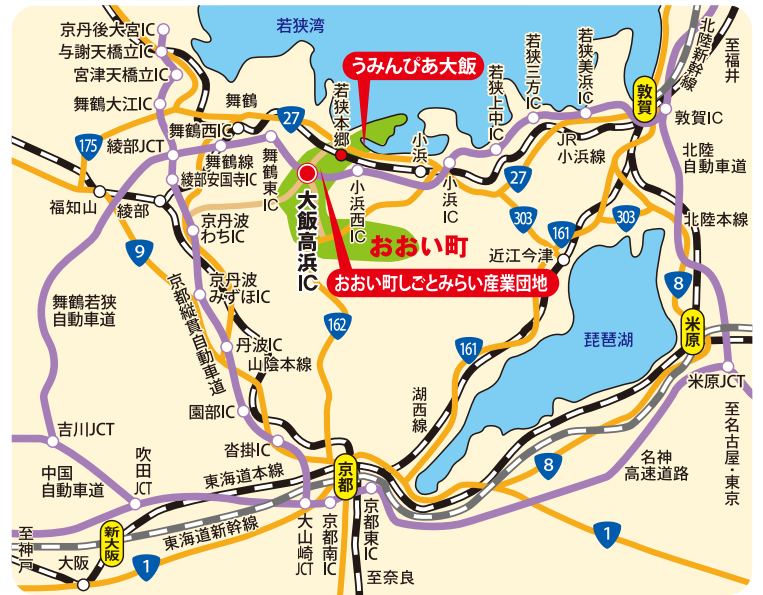 京丹後大宮IC
与謝天橋立IC
宮津天橋立IC
舞鶴大江IC
若狭湾
うみんぴあ大飯
若狭美浜IC
若狭三方IC
若狭上中IC
北陸新幹線
至福井
敦賀
敦賀IC
舞鶴
27
若狭本郷
舞鶴西IC
175
綾部JCT
舞鶴線
舞鶴東IC
小浜
JR
小浜線
北陸
自動車道
綾部安国寺IC
小浜西IC
小浜IC
27
福知山
綾部
大飯高浜IC
303
161
303
北陸本線
京丹波
わちIC
おおい町
9
近江今津
おおい町しごとみらい産業団地
京丹波
みずほIC
8
舞鶴若狭
自動車道
京都縦貫自動車道
162
米原
琵琶湖
丹波IC
山陰本線
161
米原JCT
園部IC
湖西線
至名古屋・東京
吉川JCT
沓掛IC
吹田JCT
名神
高速道路
中国
自動車道
東海道本線
京都
8
新大阪
東海道新幹線
大山崎JCT
京都南IC
京都東IC
1
至神戸
大阪
1
至奈良